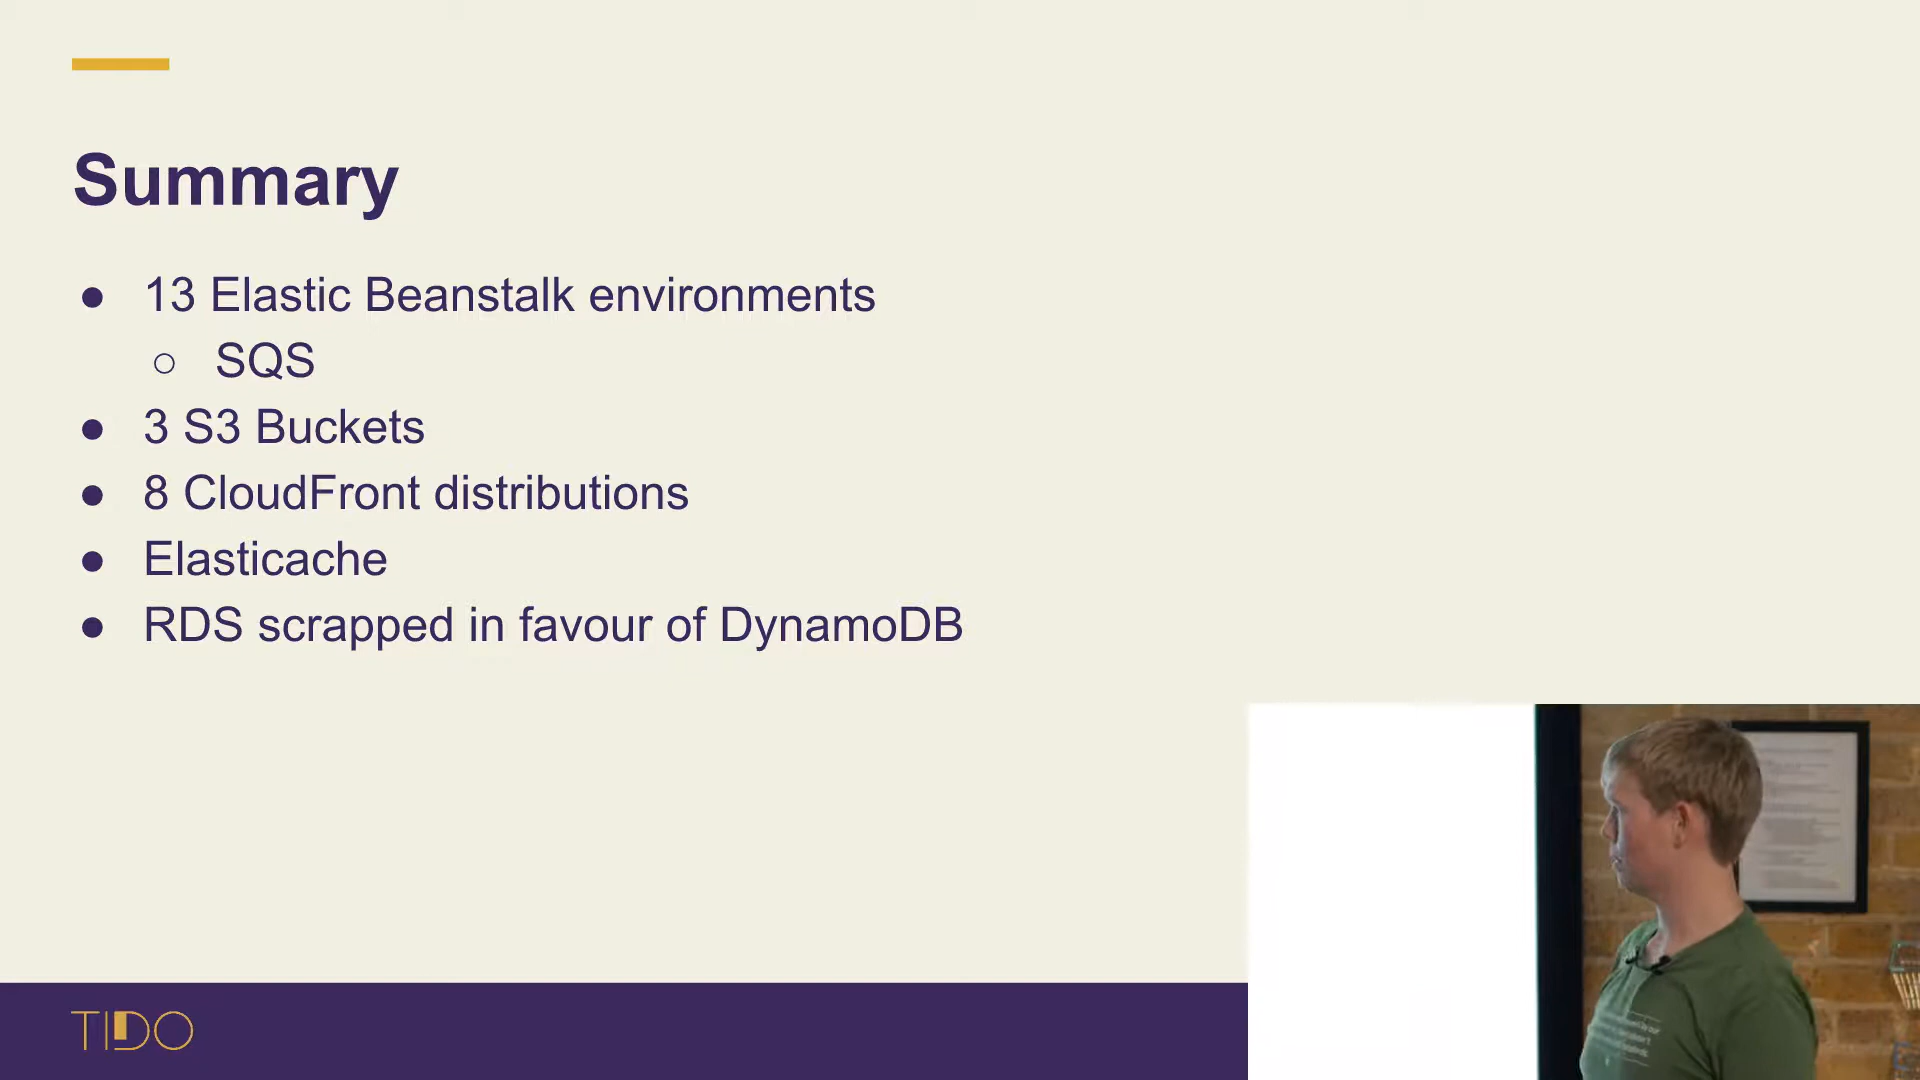 Summary
● 13 Elastic Beanstalk environments
○ SQS
● 3 S3 Buckets
● 8 CloudFront distributions
● Elasticache
● RDS scrapped in favour of DynamoDB
TIDO